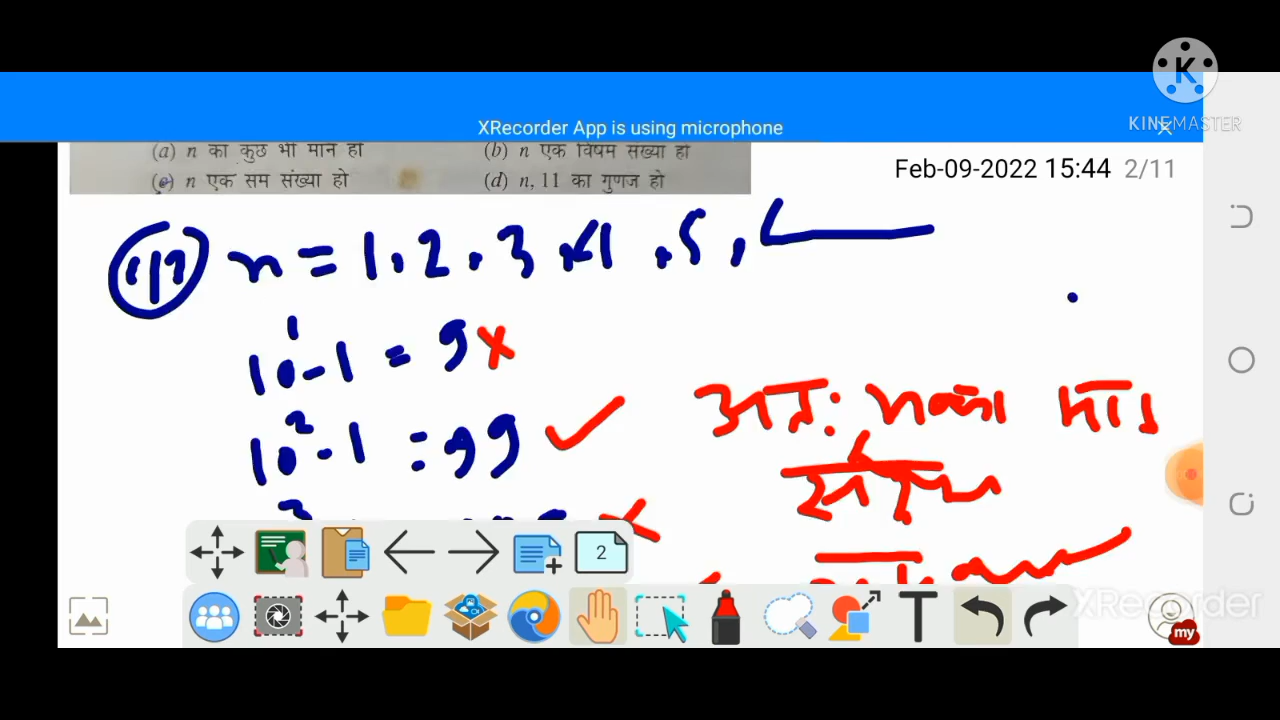 KINEMASTER
XRecorder App is using microphone
(a) n का कुछ भी मान हो (b) n एक विषम संख्या हो
Feb-09-2022 15:44 2/11
(c) n एक सम संख्या हो (d) n, 11 का गुणज हो
n = 1, 2, 3, 4, 5,
10¹ - 1 = 9 ×
10² - 1 = 99 ✓
अतः n का मान
3 ×
2
XRecorder
my